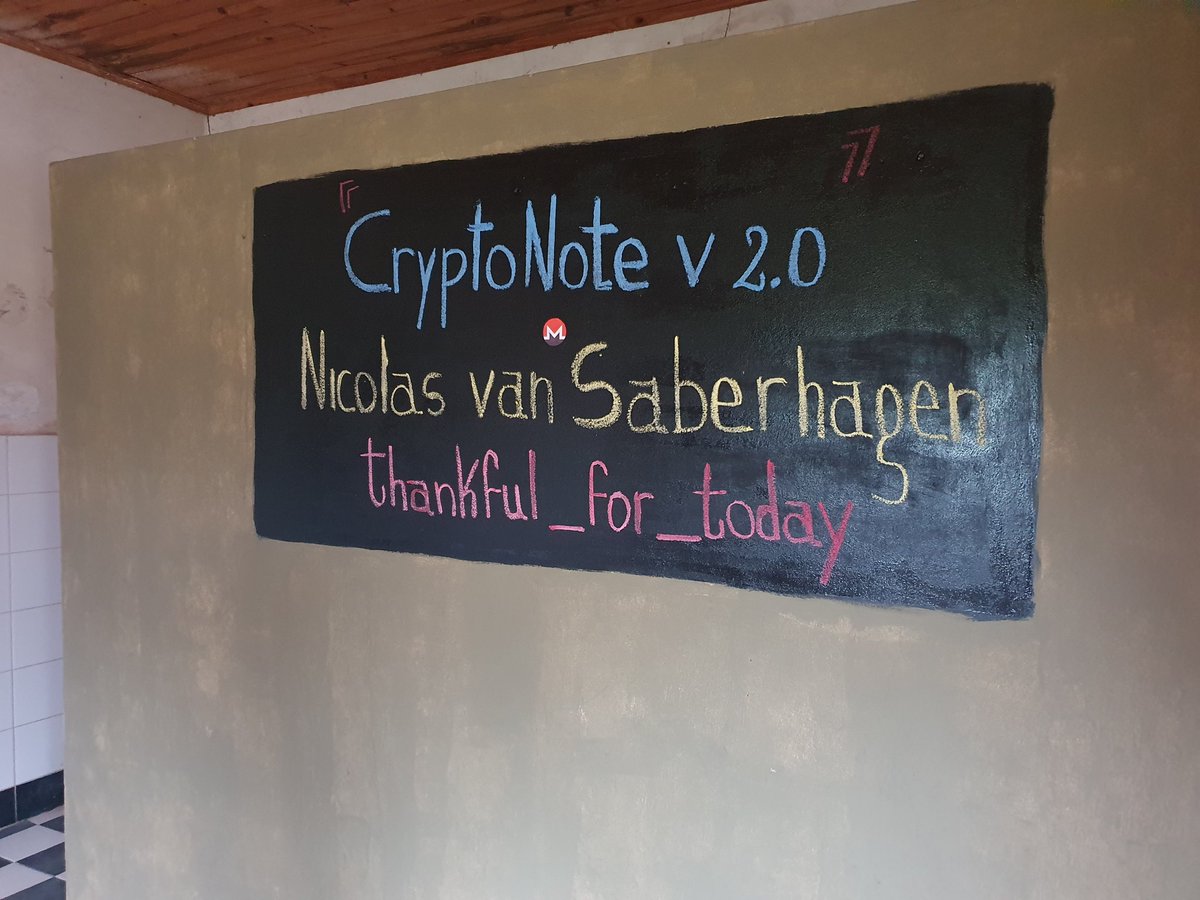 "CryptoNote v 2.0"
Nicolas van Saberhagen
thankful_for_today